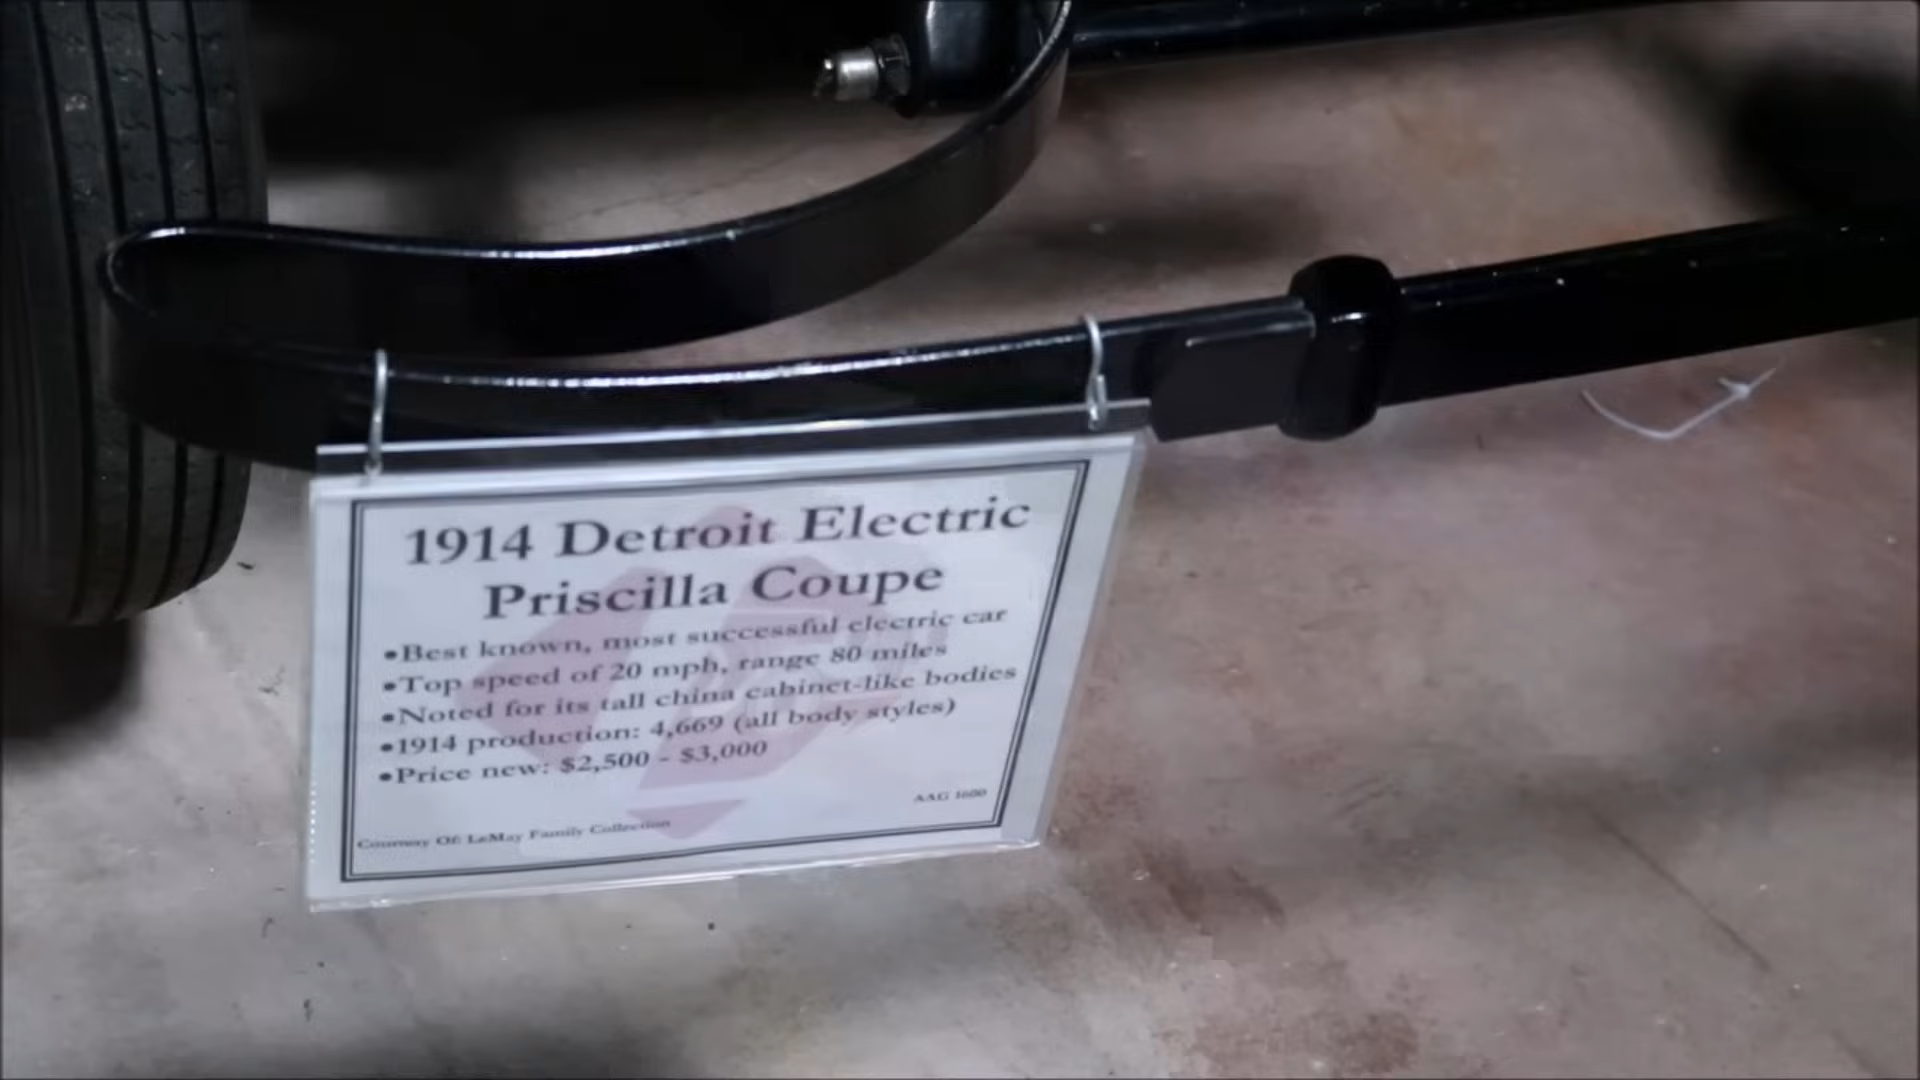 1914 Detroit Electric
Priscilla Coupe
•Best known, most successful electric car
•Top speed of 20 mph, range 80 miles
•Noted for its tall china cabinet-like bodies
•1914 production: 4,669 (all body styles)
•Price new: $2,500 - $3,000
AAG 1600
Courtesy Of: LeMay Family Collection